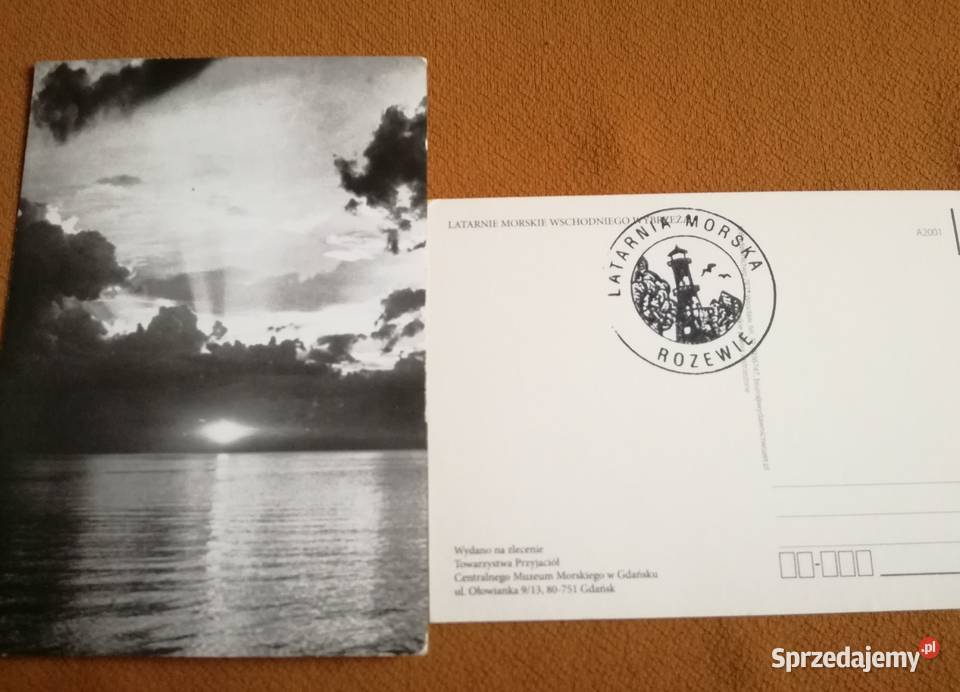 LATARNIE MORSKIE WSCHODNIEGO WYBRZEŻA
A2001
LATARNIA MORSKA
ROZEWIE
Wydano na zlecenie
Towarzystwa Przyjaciół
Centralnego Muzeum Morskiego w Gdańsku
ul. Ołowianka 9/13, 80-751 Gdańsk
Sprzedajemy.pl